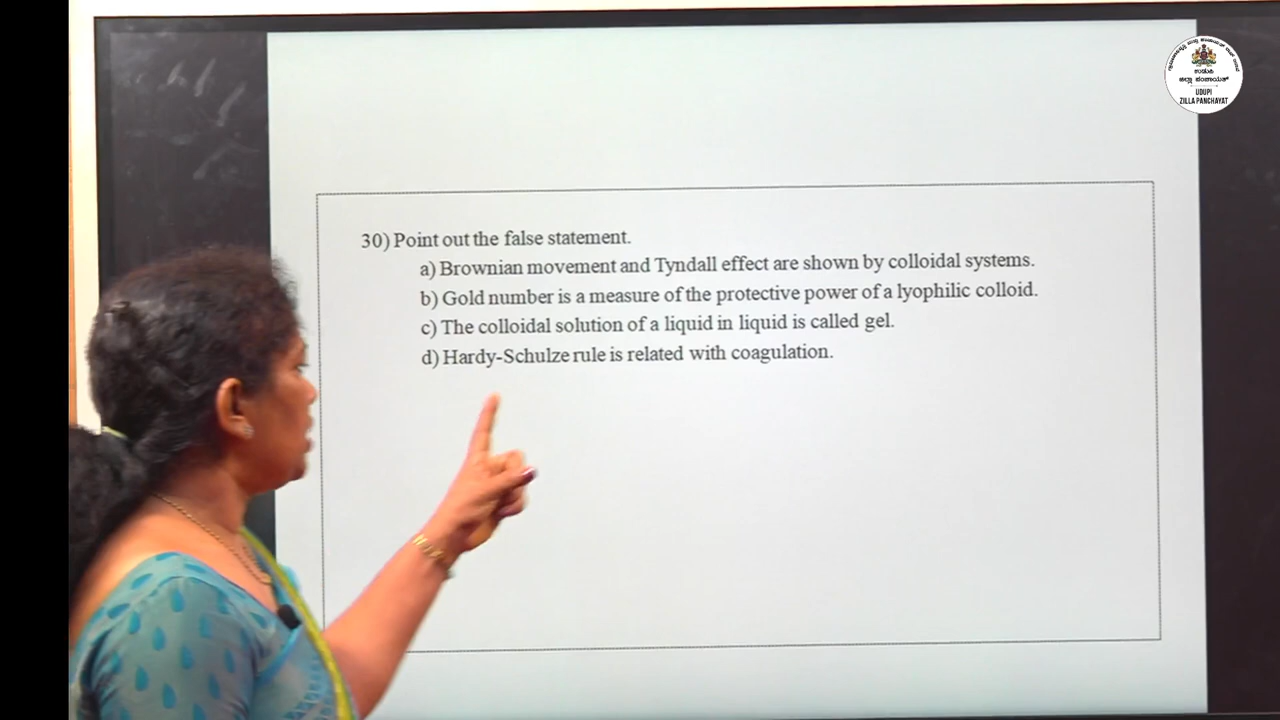 30) Point out the false statement.
a) Brownian movement and Tyndall effect are shown by colloidal systems.
b) Gold number is a measure of the protective power of a lyophilic colloid.
c) The colloidal solution of a liquid in liquid is called gel.
d) Hardy-Schulze rule is related with coagulation.
ಉಡುಪಿ
ಜಿಲ್ಲಾ ಪಂಚಾಯತ್
UDUPI
ZILLA PANCHAYAT